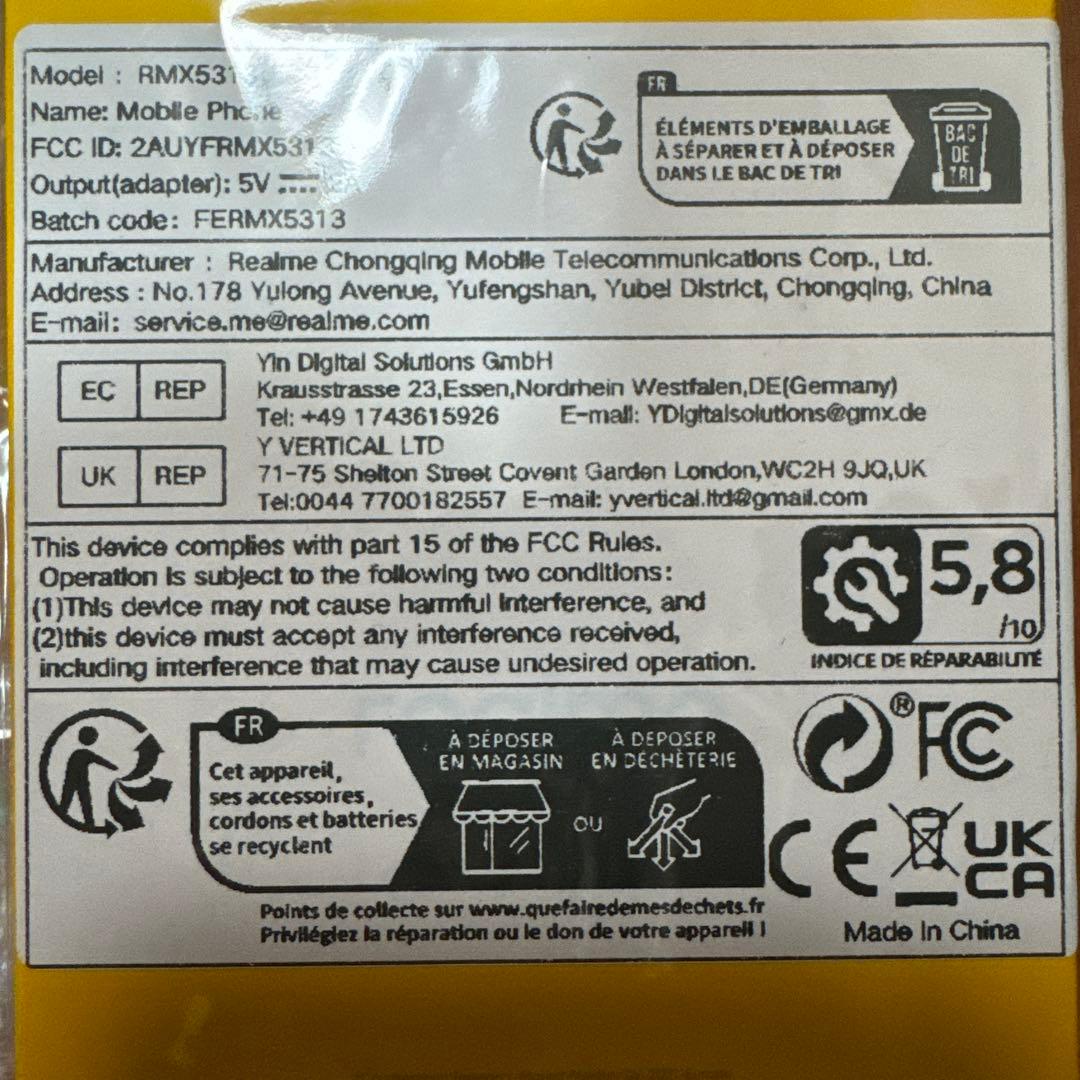 Model : RMX531
Name: Mobile Phone
FCC ID: 2AUYFRMX531
Output(adapter): 5V
Batch code: FERMX5313
FR
ÉLÉMENTS D'EMBALLAGE
À SÉPARER ET À DÉPOSER
DANS LE BAC DE TRI
BAC
DE
TRI
Manufacturer : Realme Chongqing Mobile Telecommunications Corp., Ltd.
Address : No.178 Yulong Avenue, Yufengshan, Yubei District, Chongqing, China
E-mail: service.me@realme.com
EC REP
Yin Digital Solutions GmbH
Krausstrasse 23,Essen,Nordrhein Westfalen,DE(Germany)
Tel: +49 1743615926 E-mail: YDigitalsolutions@gmx.de
UK REP
Y VERTICAL LTD
71-75 Shelton Street Covent Garden London,WC2H 9JQ,UK
Tel:0044 7700182557 E-mail: yvertical.ltd@gmail.com
This device complies with part 15 of the FCC Rules.
Operation is subject to the following two conditions:
(1)This device may not cause harmful interference, and
(2)this device must accept any interference received,
including interference that may cause undesired operation.
5,8
/10
INDICE DE RÉPARABILITÉ
FR
Cet appareil,
ses accessoires,
cordons et batteries
se recyclent
À DÉPOSER
EN MAGASIN
OU
À DÉPOSER
EN DÉCHÈTERIE
Points de collecte sur www.quefairedemesdechets.fr
Privilégiez la réparation ou le don de votre appareil !
® FC
CE UK
CA
Made In China